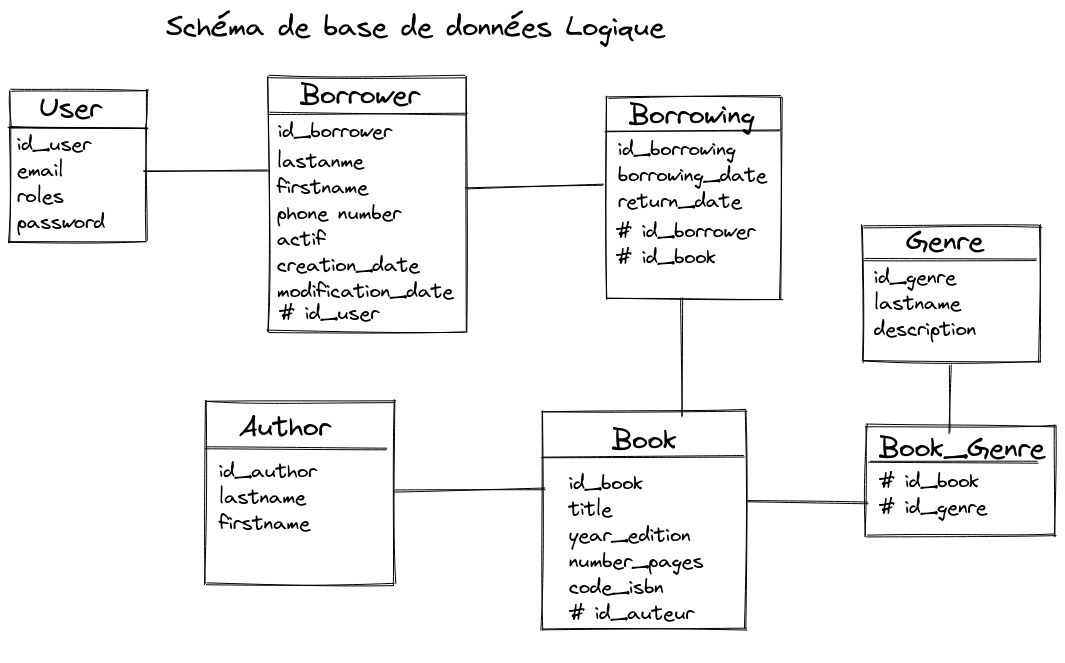 Schéma de base de données Logique
User
id_user
email
roles
password
Borrower
id_borrower
lastanme
firstname
phone number
actif
creation_date
modification_date
# id_user
Borrowing
id_borrowing
borrowing_date
return_date
# id_borrower
# id_book
Genre
id_genre
lastname
description
Author
id_author
lastname
firstname
Book
id_book
title
year_edition
number_pages
code_isbn
# id_auteur
Book_Genre
# id_book
# id_genre